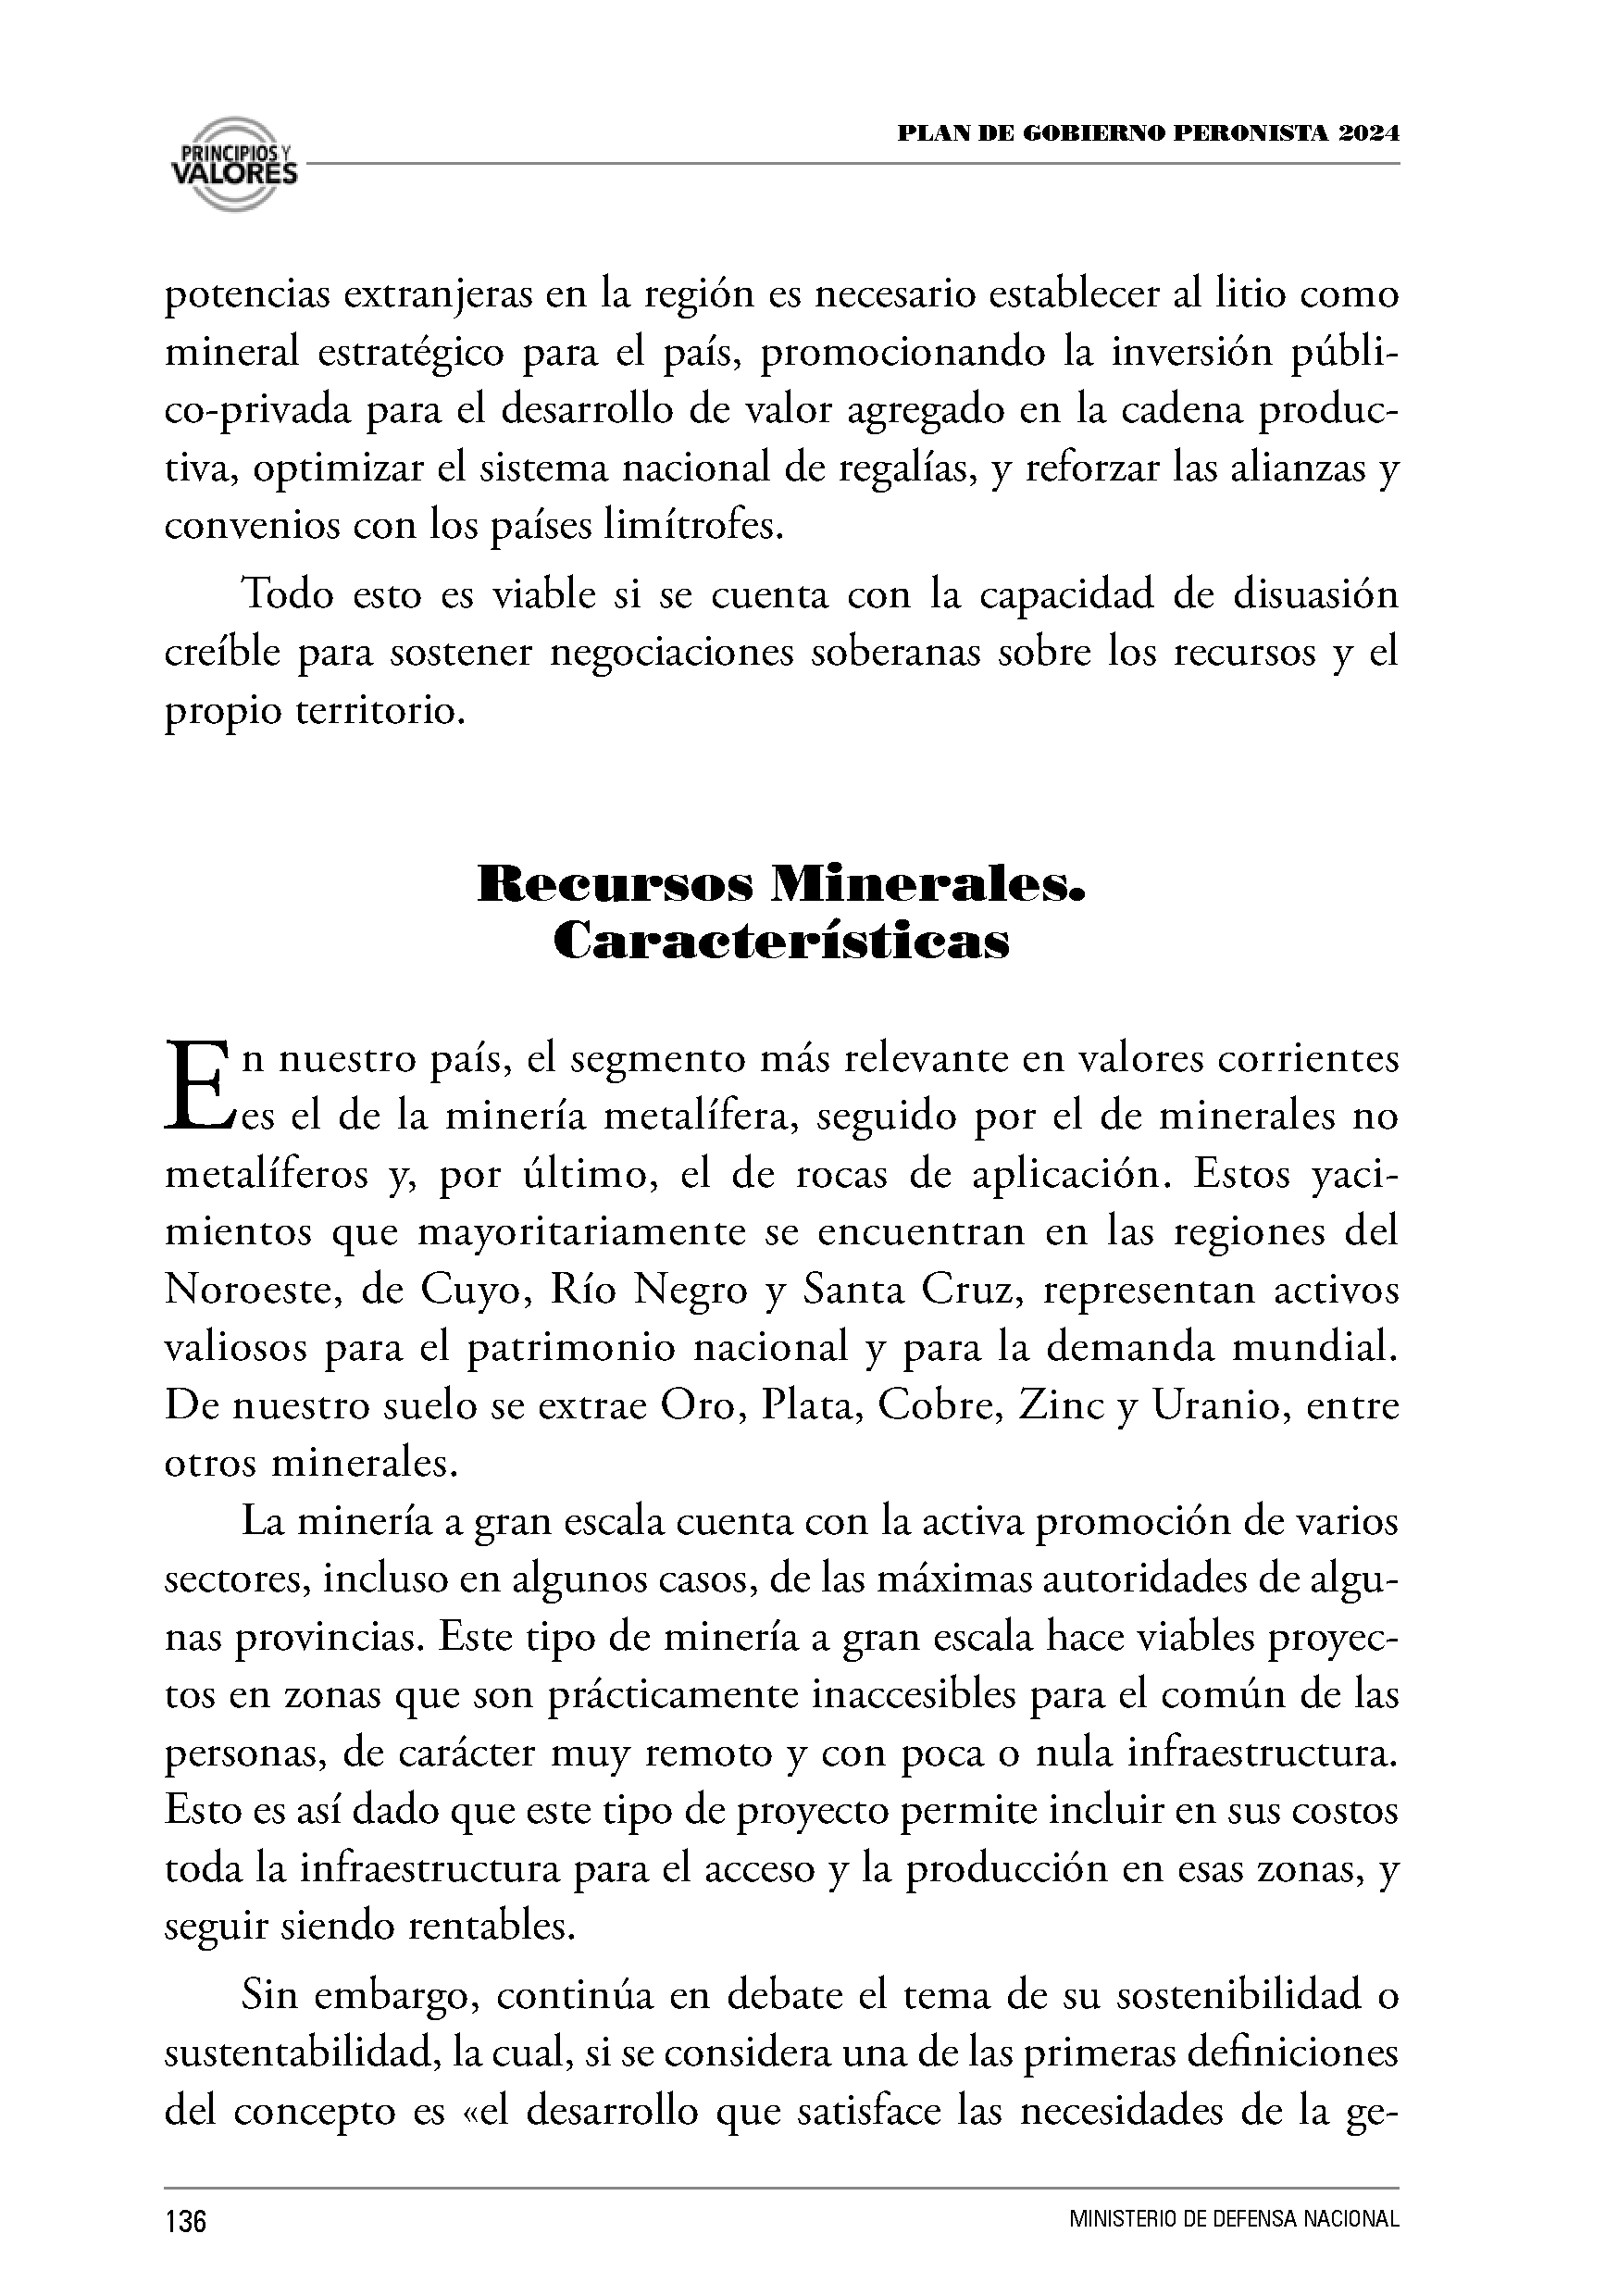 PLAN DE GOBIERNO PERONISTA 2024
PRINCIPIOS Y
VALORES
potencias extranjeras en la región es necesario establecer al litio como
mineral estratégico para el país, promocionando la inversión públi-
co-privada para el desarrollo de valor agregado en la cadena produc-
tiva, optimizar el sistema nacional de regalías, y reforzar las alianzas y
convenios con los países limítrofes.
Todo esto es viable si se cuenta con la capacidad de disuasión
creíble para sostener negociaciones soberanas sobre los recursos y el
propio territorio.
Recursos Minerales.
Características
En nuestro país, el segmento más relevante en valores corrientes
es el de la minería metalífera, seguido por el de minerales no
metalíferos y, por último, el de rocas de aplicación. Estos yaci-
mientos que mayoritariamente se encuentran en las regiones del
Noroeste, de Cuyo, Río Negro y Santa Cruz, representan activos
valiosos para el patrimonio nacional y para la demanda mundial.
De nuestro suelo se extrae Oro, Plata, Cobre, Zinc y Uranio, entre
otros minerales.
La minería a gran escala cuenta con la activa promoción de varios
sectores, incluso en algunos casos, de las máximas autoridades de algu-
nas provincias. Este tipo de minería a gran escala hace viables proyec-
tos en zonas que son prácticamente inaccesibles para el común de las
personas, de carácter muy remoto y con poca o nula infraestructura.
Esto es así dado que este tipo de proyecto permite incluir en sus costos
toda la infraestructura para el acceso y la producción en esas zonas, y
seguir siendo rentables.
Sin embargo, continúa en debate el tema de su sostenibilidad o
sustentabilidad, la cual, si se considera una de las primeras definiciones
del concepto es «el desarrollo que satisface las necesidades de la ge-
136
MINISTERIO DE DEFENSA NACIONAL